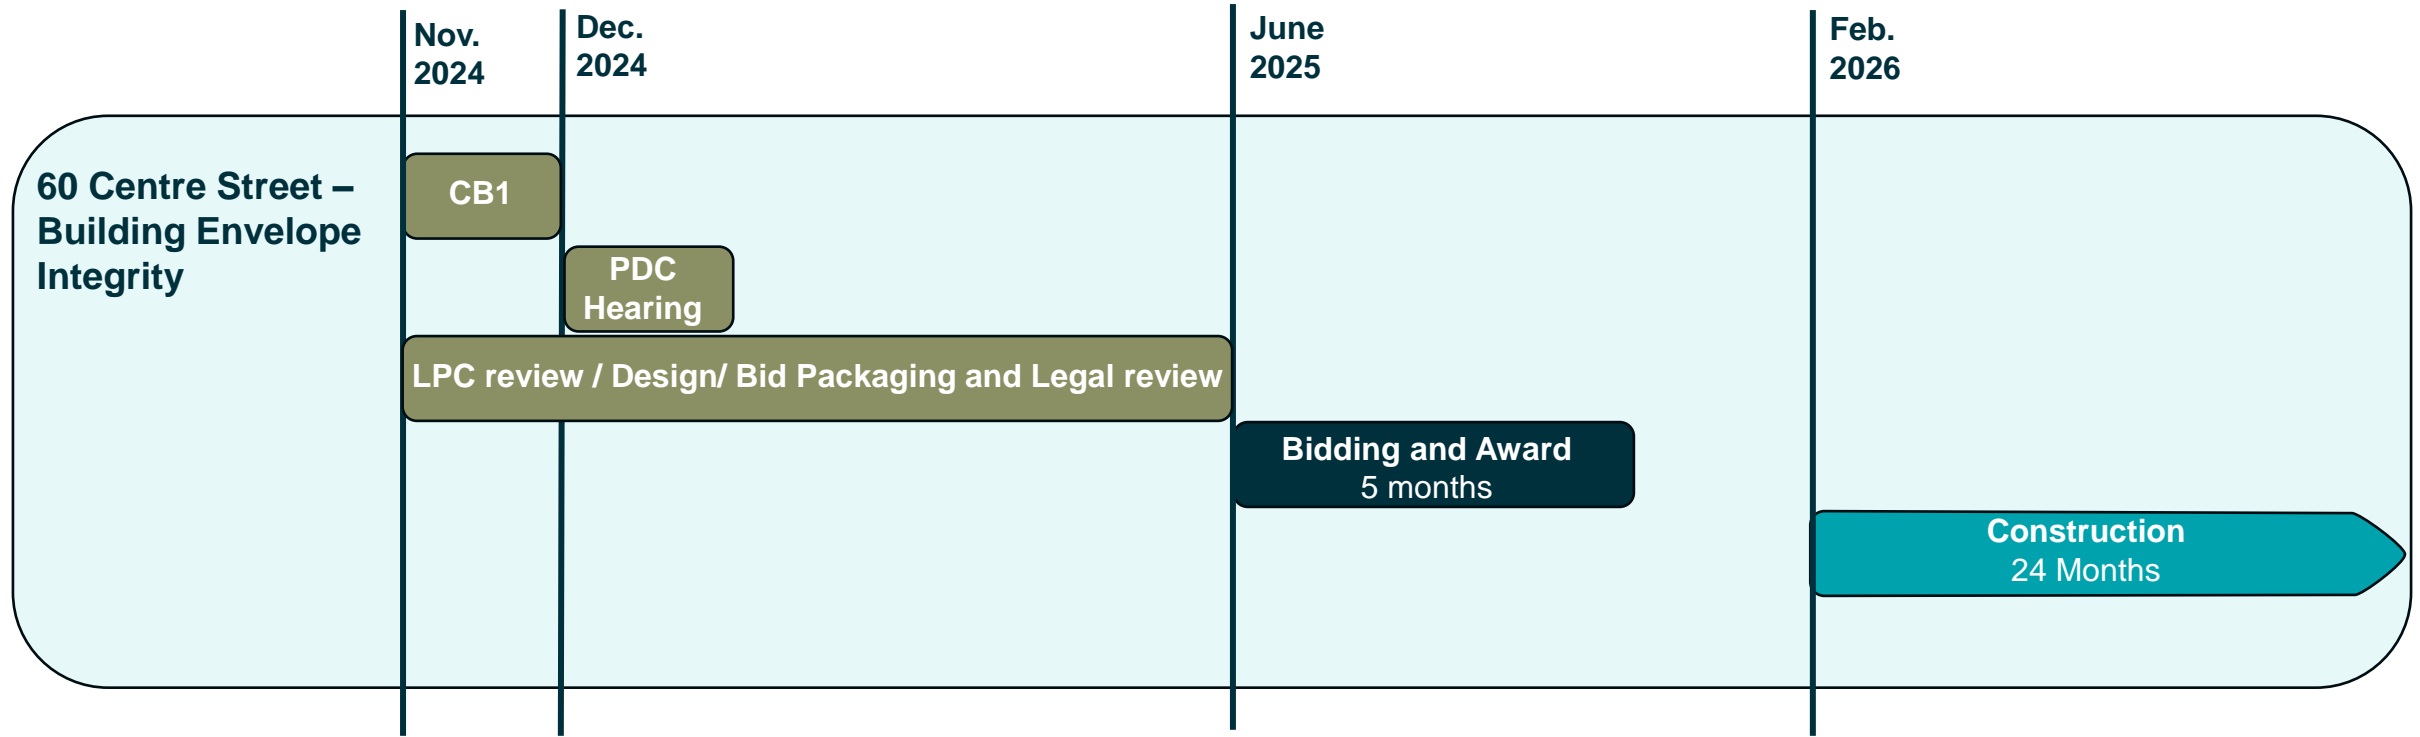 Nov.
2024
Dec.
2024
June
2025
Feb.
2026
60 Centre Street –
Building Envelope
Integrity
CB1
PDC
Hearing
LPC review / Design/ Bid Packaging and Legal review
Bidding and Award
5 months
Construction
24 Months